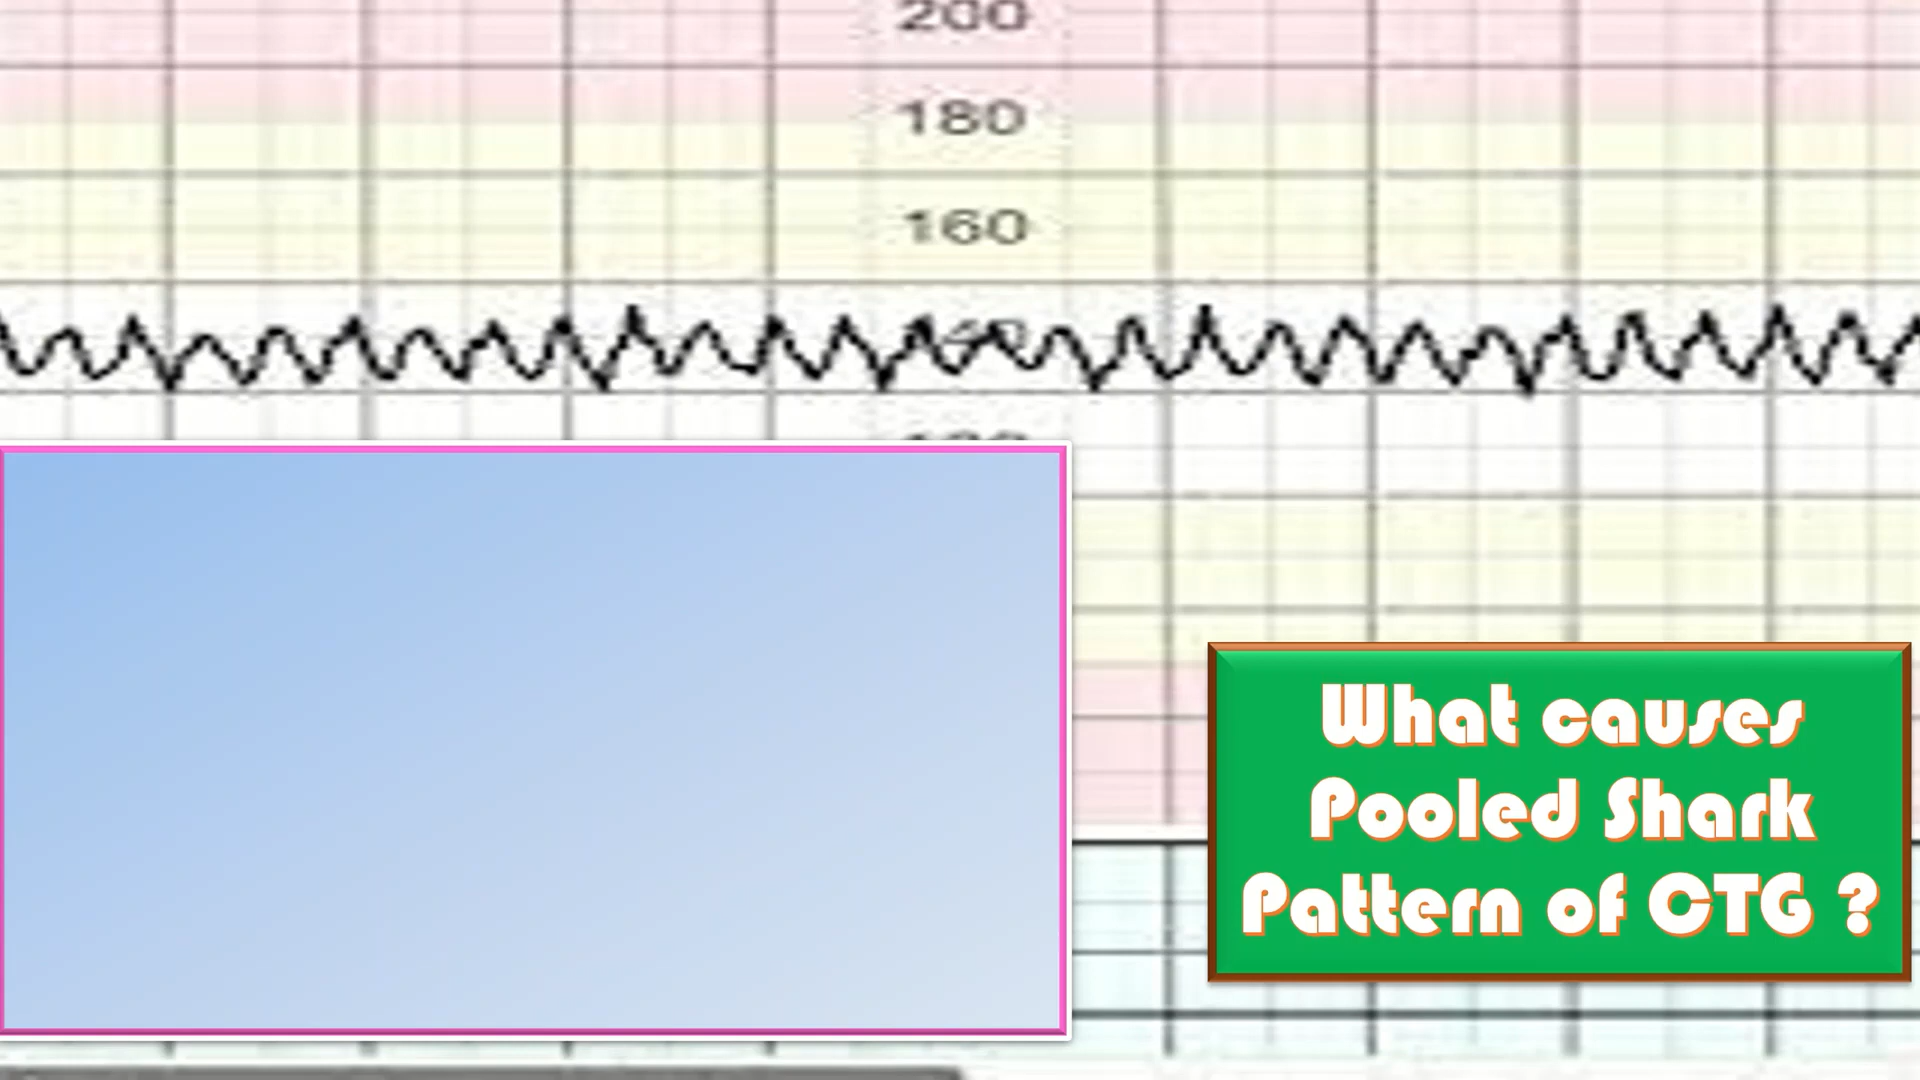 200
180
160
What causes
Pooled Shark
Pattern of CTG ?